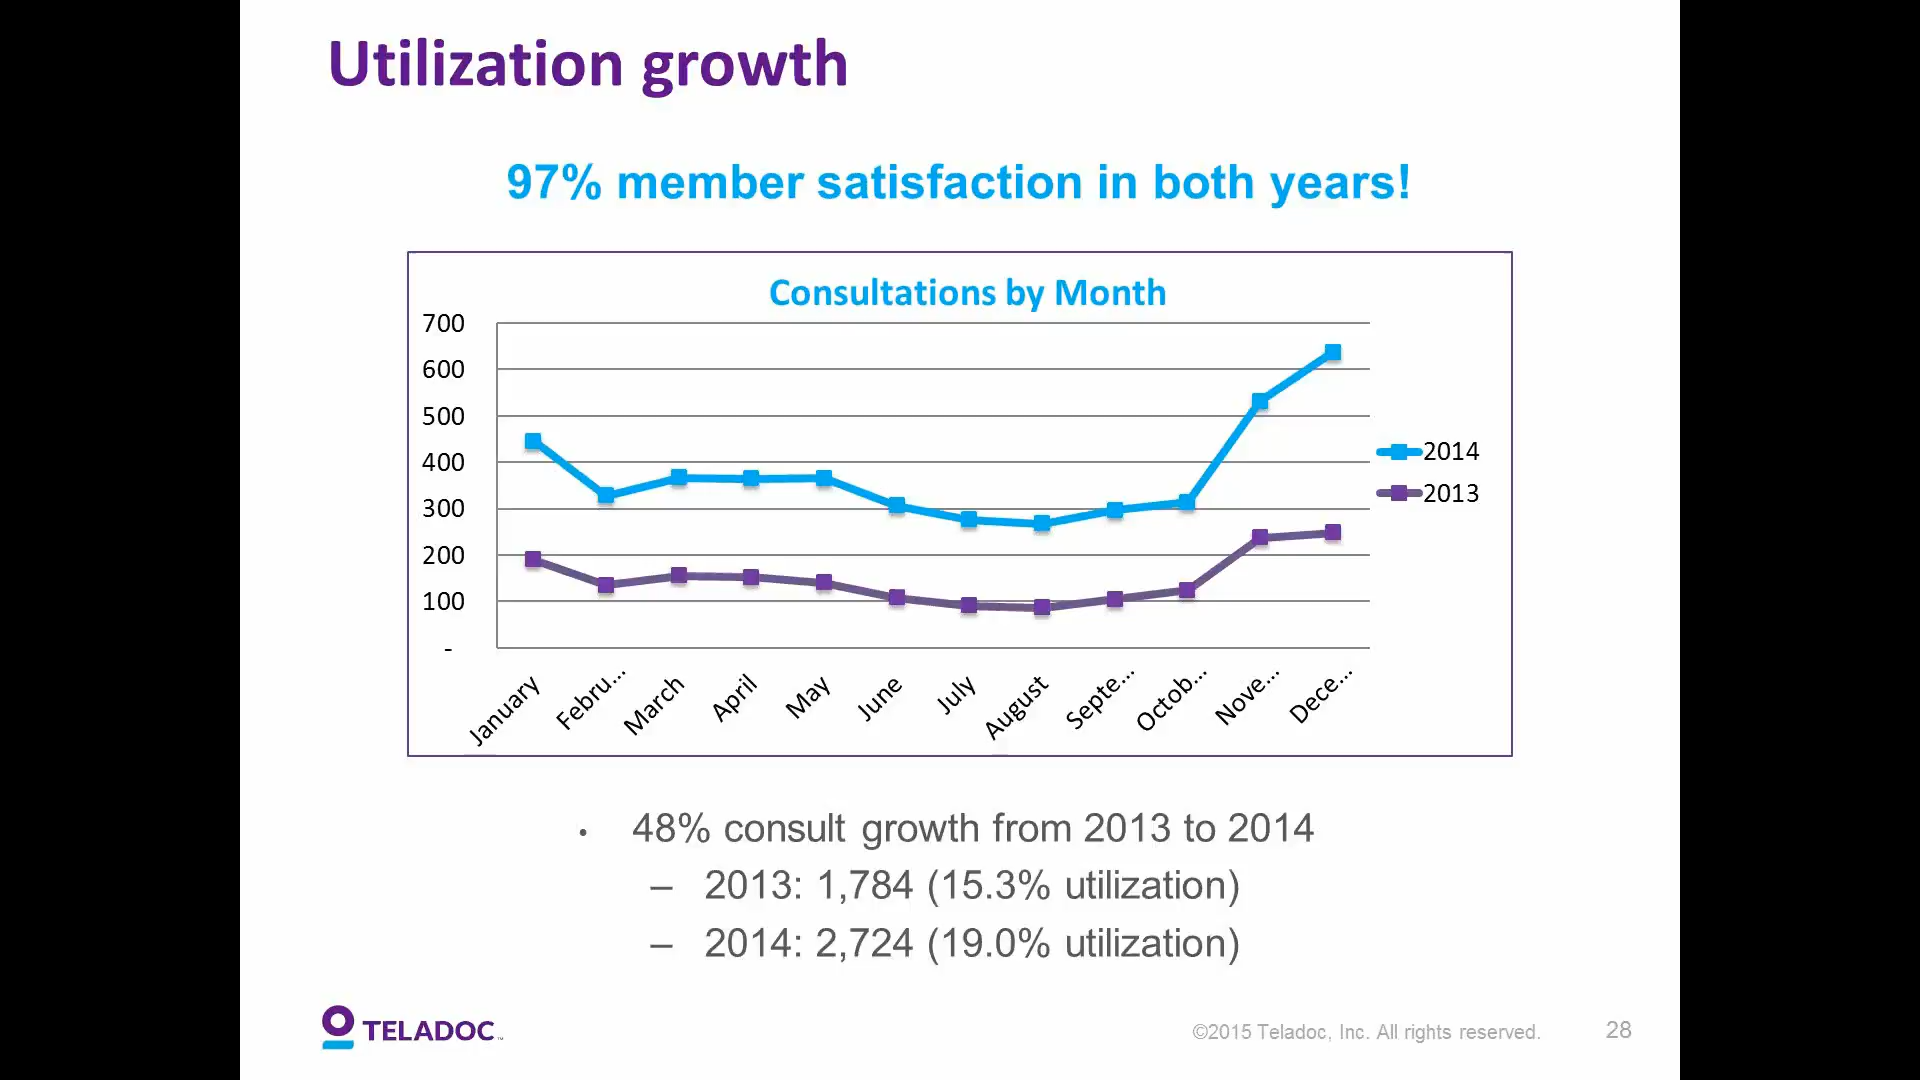 Utilization growth
97% member satisfaction in both years!
Consultations by Month
700
600
500
400
300
200
100
-
2014
2013
January
Febru...
March
April
May
June
July
August
Septe...
Octob...
Nove...
Dece...
• 48% consult growth from 2013 to 2014
– 2013: 1,784 (15.3% utilization)
– 2014: 2,724 (19.0% utilization)
TELADOC™
©2015 Teladoc, Inc. All rights reserved.
28